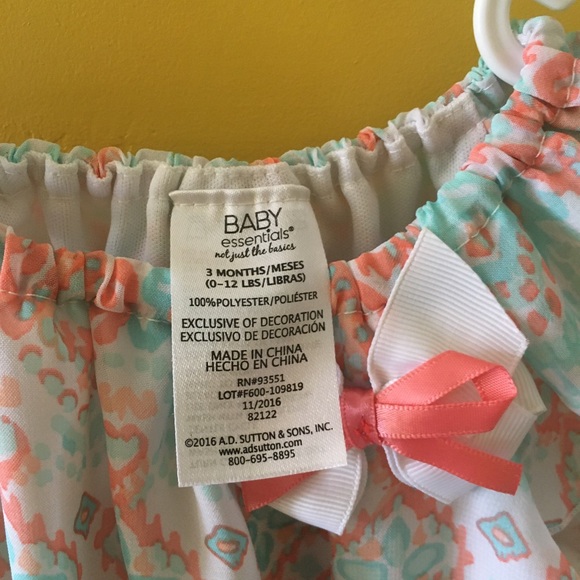 BABY
essentials®
not just the basics
3 MONTHS/MESES
(0-12 LBS/LIBRAS)
100%POLYESTER/POLIÉSTER
EXCLUSIVE OF DECORATION
EXCLUSIVO DE DECORACIÓN
MADE IN CHINA
HECHO EN CHINA
RN#93551
LOT#F600-109819
11/2016
82122
©2016 A.D. SUTTON & SONS, INC.
www.adsutton.com
800-695-8895